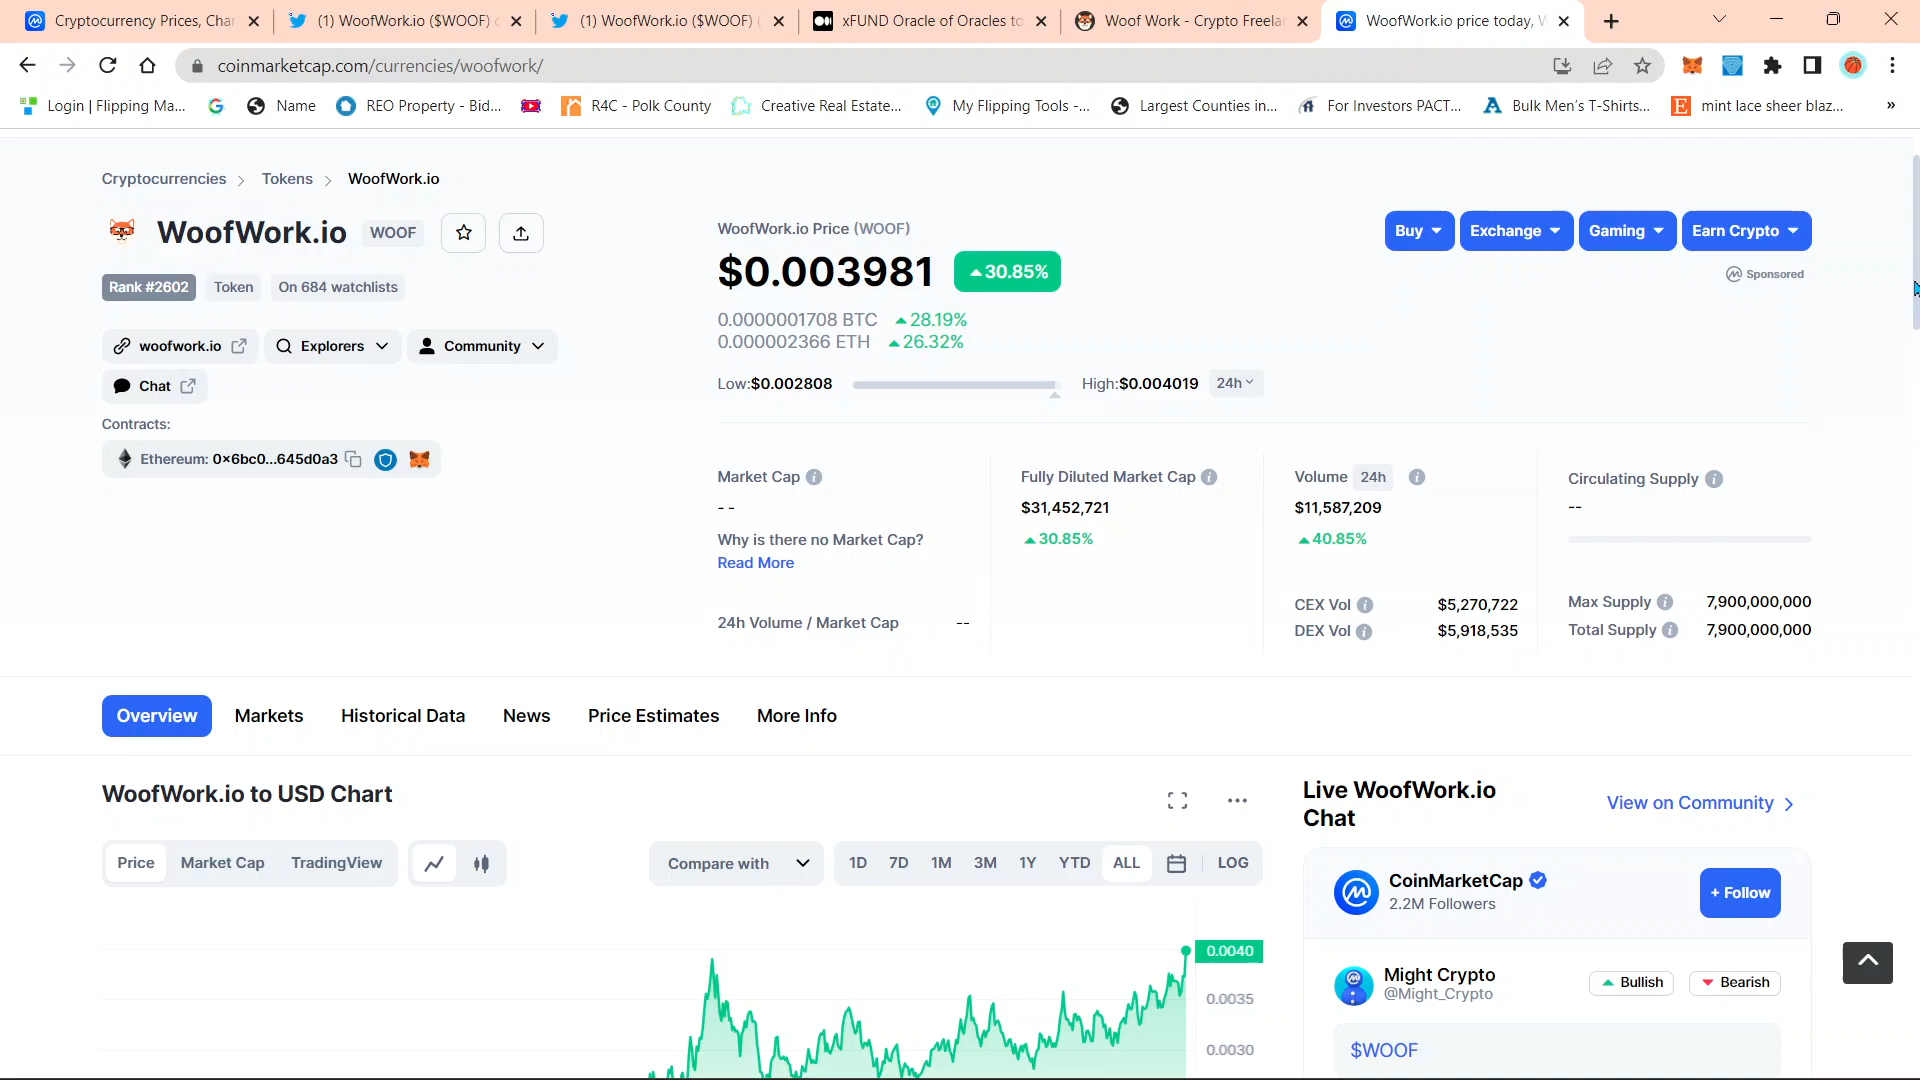 Cryptocurrency Prices, Char
(1) WoofWork.io ($WOOF) c
(1) WoofWork.io ($WOOF) (
xFUND Oracle of Oracles to
Woof Work - Crypto Freelan
WoofWork.io price today, W
coinmarketcap.com/currencies/woofwork/
Login | Flipping Ma...
Name
REO Property - Bid...
R4C - Polk County
Creative Real Estate...
My Flipping Tools -...
Largest Counties in...
For Investors PACT...
Bulk Men's T-Shirts...
mint lace sheer blaz...
»
Cryptocurrencies > Tokens > WoofWork.io
WoofWork.io WOOF
Rank #2602 Token On 684 watchlists
woofwork.io Explorers Community
Chat
Contracts:
Ethereum: 0x6bc0...645d0a3
WoofWork.io Price (WOOF)
$0.003981 30.85%
0.0000001708 BTC 28.19%
0.000002366 ETH 26.32%
Low:$0.002808 High:$0.004019 24h
Buy Exchange Gaming Earn Crypto
Sponsored
Market Cap
- -
Why is there no Market Cap?
Read More
24h Volume / Market Cap --
Fully Diluted Market Cap
$31,452,721
30.85%
Volume 24h
$11,587,209
40.85%
CEX Vol $5,270,722
DEX Vol $5,918,535
Circulating Supply
--
Max Supply 7,900,000,000
Total Supply 7,900,000,000
Overview Markets Historical Data News Price Estimates More Info
WoofWork.io to USD Chart
Price Market Cap TradingView
Compare with
1D 7D 1M 3M 1Y YTD ALL LOG
0.0040
0.0035
0.0030
Live WoofWork.io
Chat
View on Community >
CoinMarketCap
2.2M Followers
+ Follow
Might Crypto
@Might_Crypto
Bullish Bearish
$WOOF